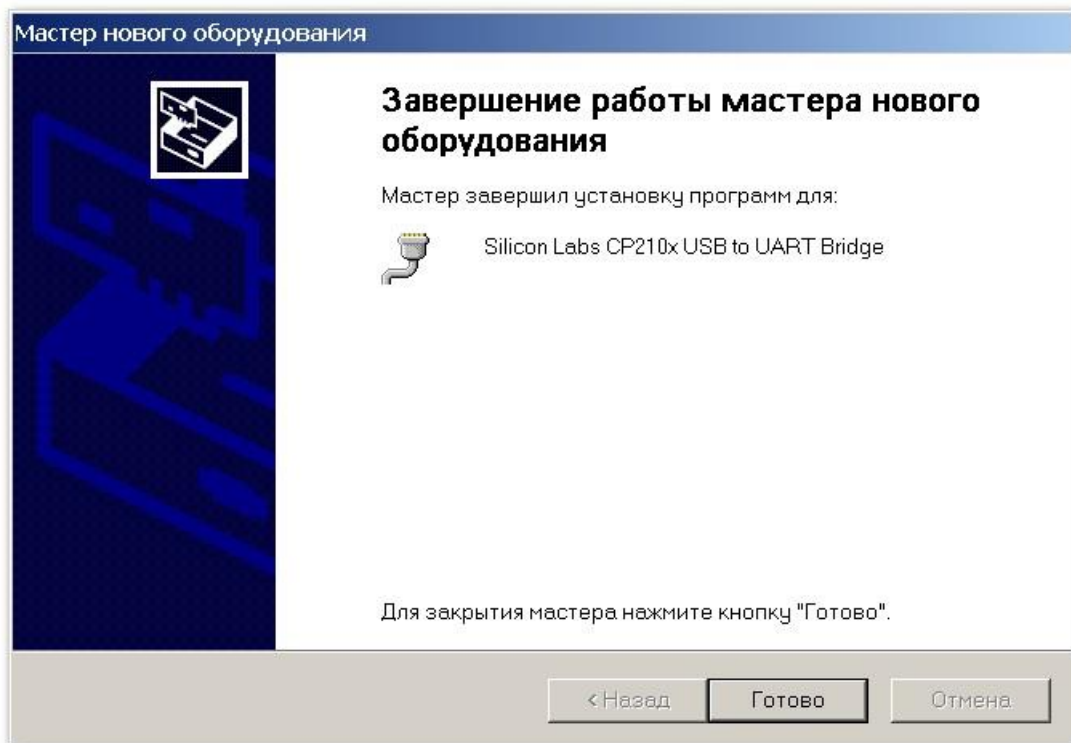 Мастер нового оборудования
Завершение работы мастера нового
оборудования
Мастер завершил установку программ для:
Silicon Labs CP210x USB to UART Bridge
Для закрытия мастера нажмите кнопку "Готово".
< Назад
Готово
Отмена